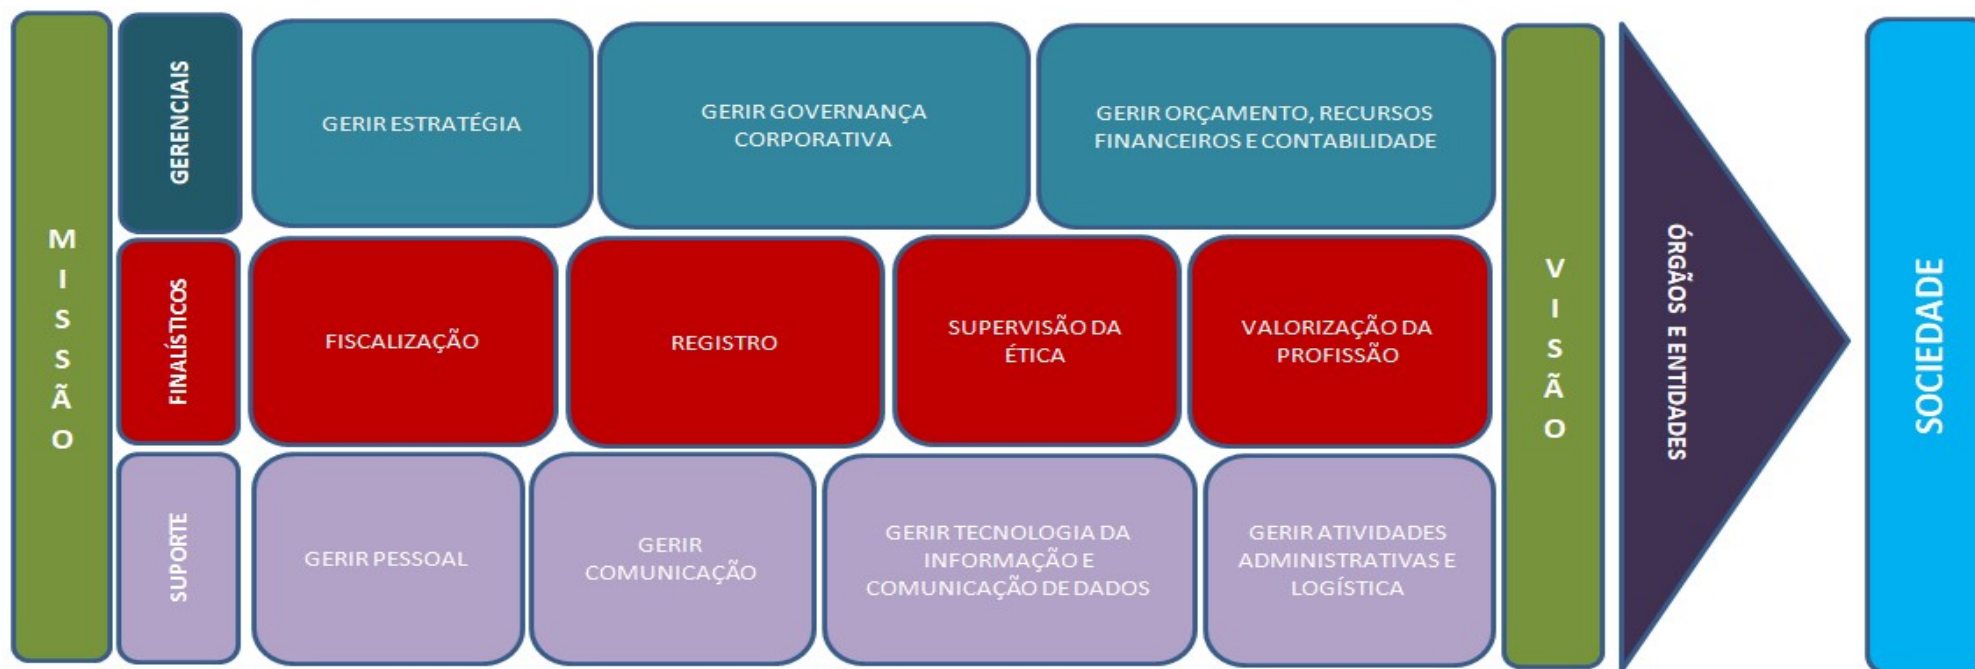 MISSÃO
GERENCIAIS
GERIR ESTRATÉGIA
GERIR GOVERNANÇA
CORPORATIVA
GERIR ORÇAMENTO, RECURSOS
FINANCEIROS E CONTABILIDADE
FINALÍSTICOS
FISCALIZAÇÃO
REGISTRO
SUPERVISÃO DA
ÉTICA
VALORIZAÇÃO DA
PROFISSÃO
SUPORTE
GERIR PESSOAL
GERIR
COMUNICAÇÃO
GERIR TECNOLOGIA DA
INFORMAÇÃO E
COMUNICAÇÃO DE DADOS
GERIR ATIVIDADES
ADMINISTRATIVAS E
LOGÍSTICA
VISÃO
ÓRGÃOS E ENTIDADES
SOCIEDADE